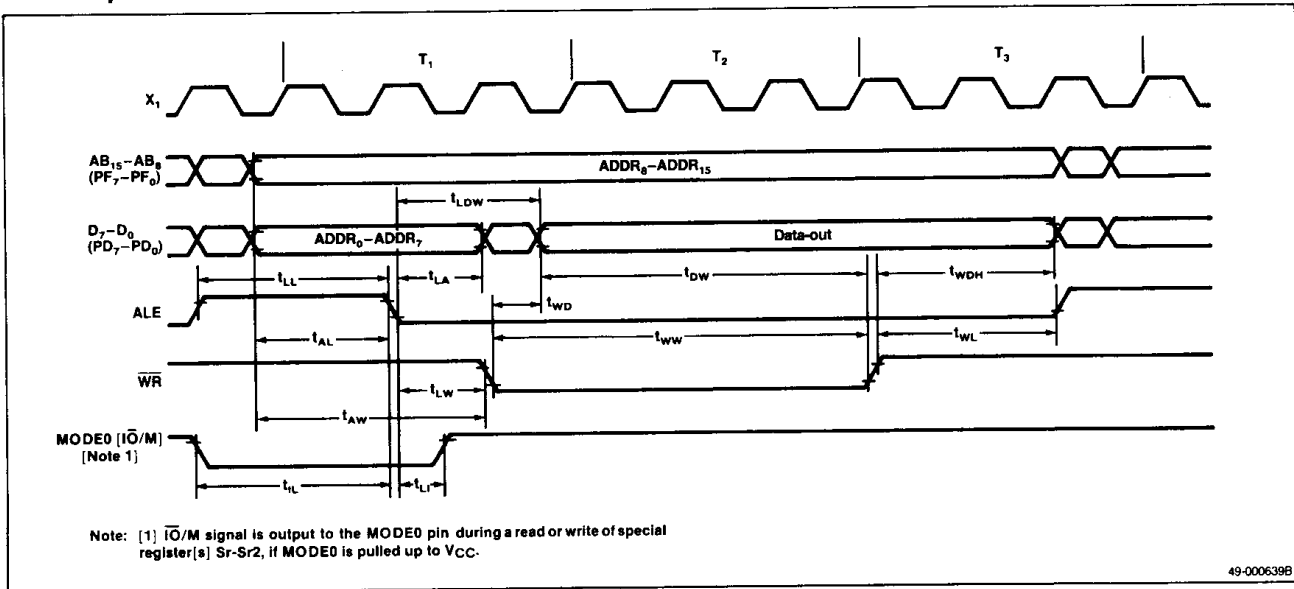 T₁ T₂ T₃
X₁
AB₁₅–AB₈
(PF₇–PF₀)
ADDR₈–ADDR₁₅
tLDW
D₇–D₀
(PD₇–PD₀)
ADDR₀–ADDR₇
Data-out
tLL
tLA
tDW
tWDH
ALE
tWD
tAL
tWW
tWL
W̅R̅
tLW
tAW
MODE0 [IO̅/M]
[Note 1}
tIL
tLI
Note: [1] I̅O̅/M signal is output to the MODE0 pin during a read or write of special
register[s] Sr-Sr2, if MODE0 is pulled up to VCC.
49-000639B